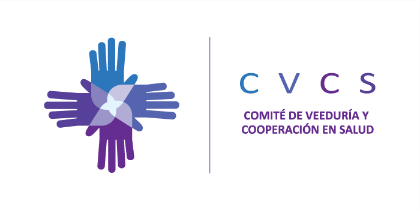 CVCS
COMITÉ DE VEEDURÍA Y
COOPERACIÓN EN SALUD